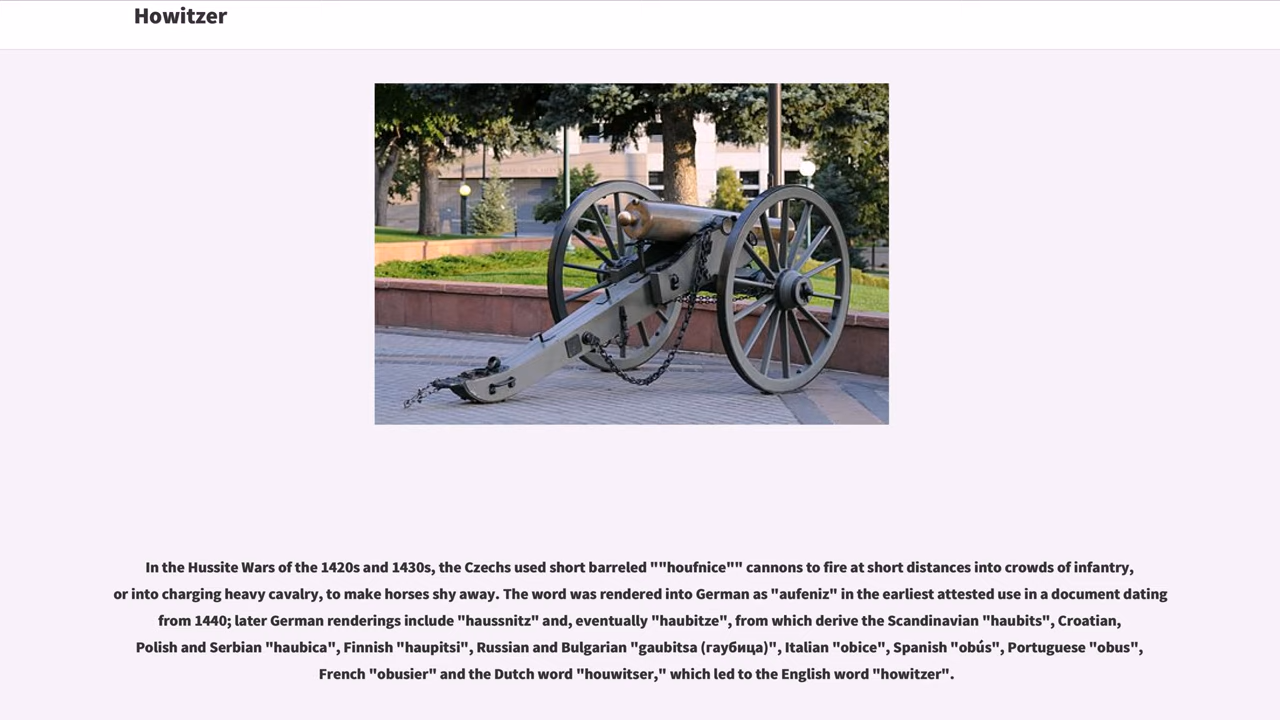 Howitzer
In the Hussite Wars of the 1420s and 1430s, the Czechs used short barreled ""houfnice"" cannons to fire at short distances into crowds of infantry,
or into charging heavy cavalry, to make horses shy away. The word was rendered into German as "aufeniz" in the earliest attested use in a document dating
from 1440; later German renderings include "haussnitz" and, eventually "haubitze", from which derive the Scandinavian "haubits", Croatian,
Polish and Serbian "haubica", Finnish "haupitsi", Russian and Bulgarian "gaubitsa (гаубица)", Italian "obice", Spanish "obús", Portuguese "obus",
French "obusier" and the Dutch word "houwitser," which led to the English word "howitzer".